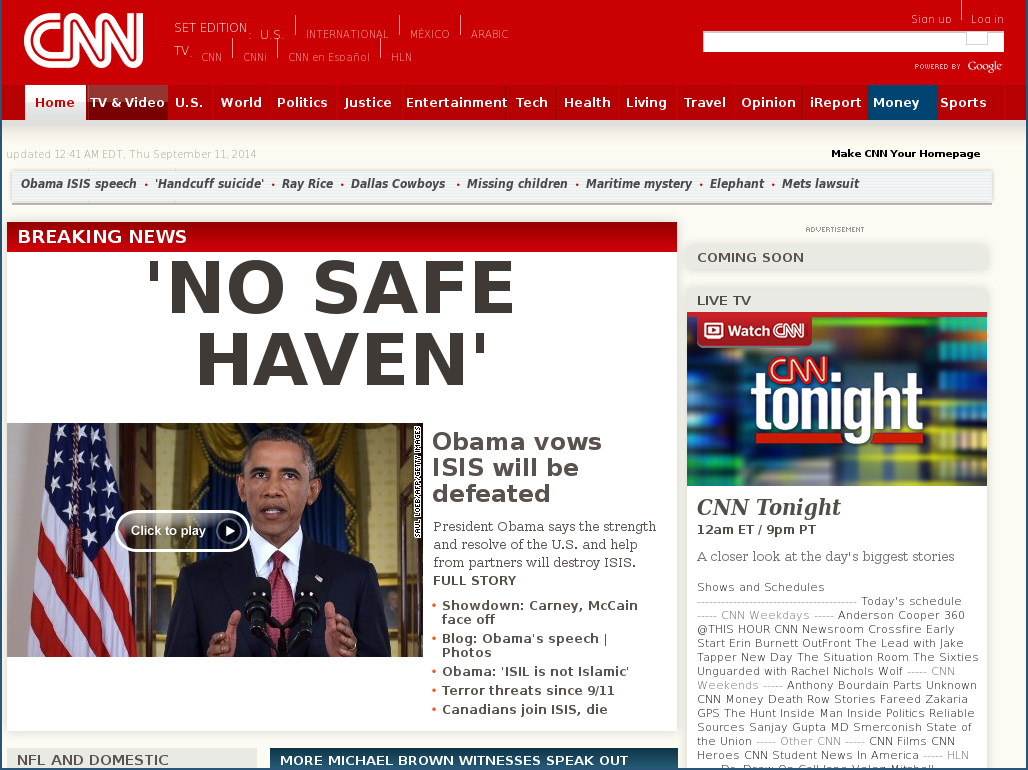 CNN
SET EDITION: U.S. INTERNATIONAL MÉXICO ARABIC
TV: CNN CNNi CNN en Español HLN
Sign up Log in
POWERED BY Google
Home TV & Video U.S. World Politics Justice Entertainment Tech Health Living Travel Opinion iReport Money Sports
updated 12:41 AM EDT, Thu September 11, 2014
Make CNN Your Homepage
Obama ISIS speech • 'Handcuff suicide' • Ray Rice • Dallas Cowboys • Missing children • Maritime mystery • Elephant • Mets lawsuit
BREAKING NEWS
'NO SAFE
HAVEN'
SAUL LOEB/AFP/GETTY IMAGES
Click to play
Obama vows
ISIS will be
defeated
President Obama says the strength
and resolve of the U.S. and help
from partners will destroy ISIS.
FULL STORY
• Showdown: Carney, McCain
face off
• Blog: Obama's speech |
Photos
• Obama: 'ISIL is not Islamic'
• Terror threats since 9/11
• Canadians join ISIS, die
NFL AND DOMESTIC
MORE MICHAEL BROWN WITNESSES SPEAK OUT
ADVERTISEMENT
COMING SOON
LIVE TV
Watch CNN
CNN
tonight
CNN Tonight
12am ET / 9pm PT
A closer look at the day's biggest stories
Shows and Schedules
---------------------------------------- Today's schedule
----- CNN Weekdays ----- Anderson Cooper 360
@THIS HOUR CNN Newsroom Crossfire Early
Start Erin Burnett OutFront The Lead with Jake
Tapper New Day The Situation Room The Sixties
Unguarded with Rachel Nichols Wolf ----- CNN
Weekends ----- Anthony Bourdain Parts Unknown
CNN Money Death Row Stories Fareed Zakaria
GPS The Hunt Inside Man Inside Politics Reliable
Sources Sanjay Gupta MD Smerconish State of
the Union ----- Other CNN ----- CNN Films CNN
Heroes CNN Student News In America ----- HLN
----- Dr. Drew On Call Jane Velez-Mitchell